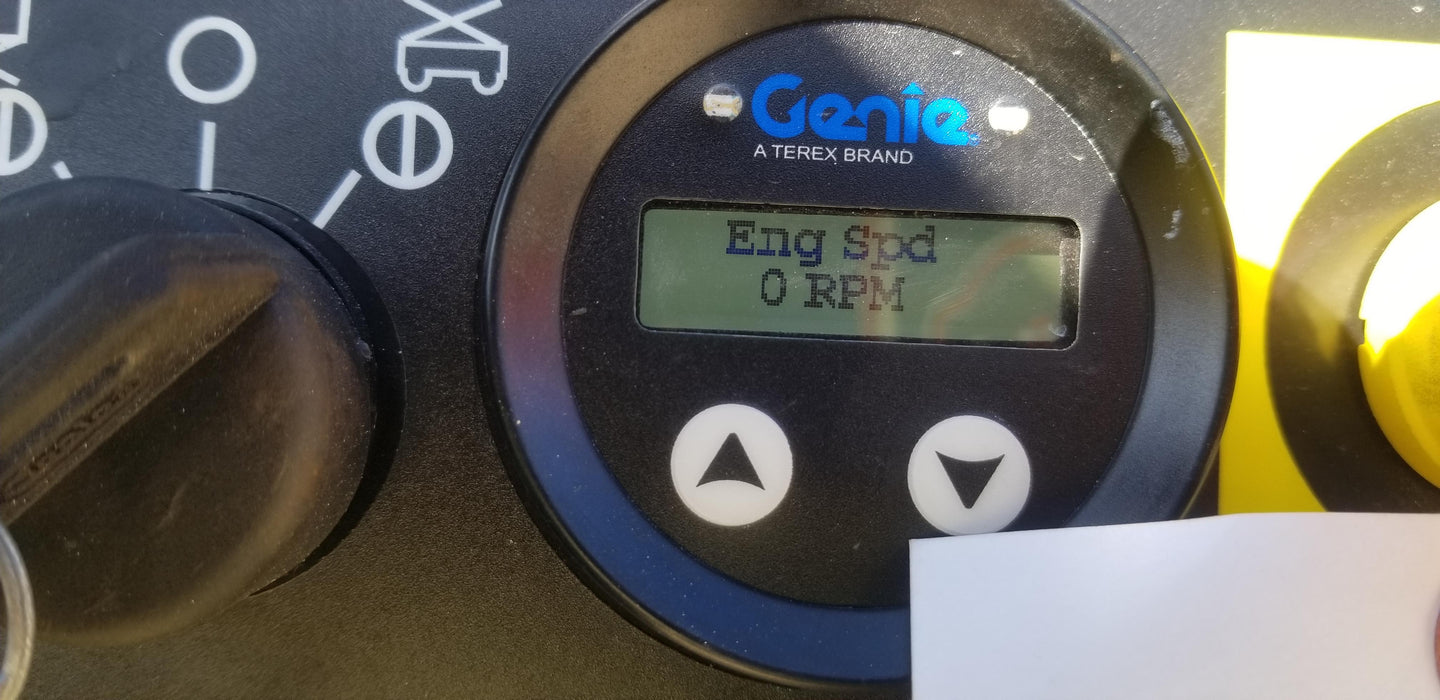 Genie
A TEREX BRAND
Eng Spd
0 RPM